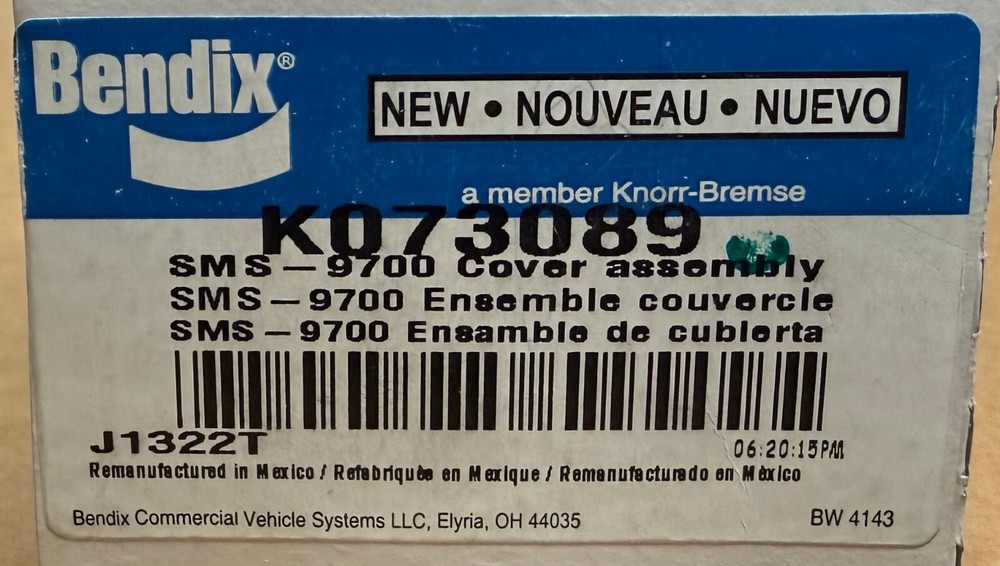 Bendix®
NEW • NOUVEAU • NUEVO
a member Knorr-Bremse
K073089
SMS-9700 Cover assembly
SMS-9700 Ensemble couvercle
SMS-9700 Ensamble de cubierta
J1322T
06:20:15PM
Remanufactured in Mexico / Refabriquée en Mexique / Remanufacturado en México
Bendix Commercial Vehicle Systems LLC, Elyria, OH 44035
BW 4143